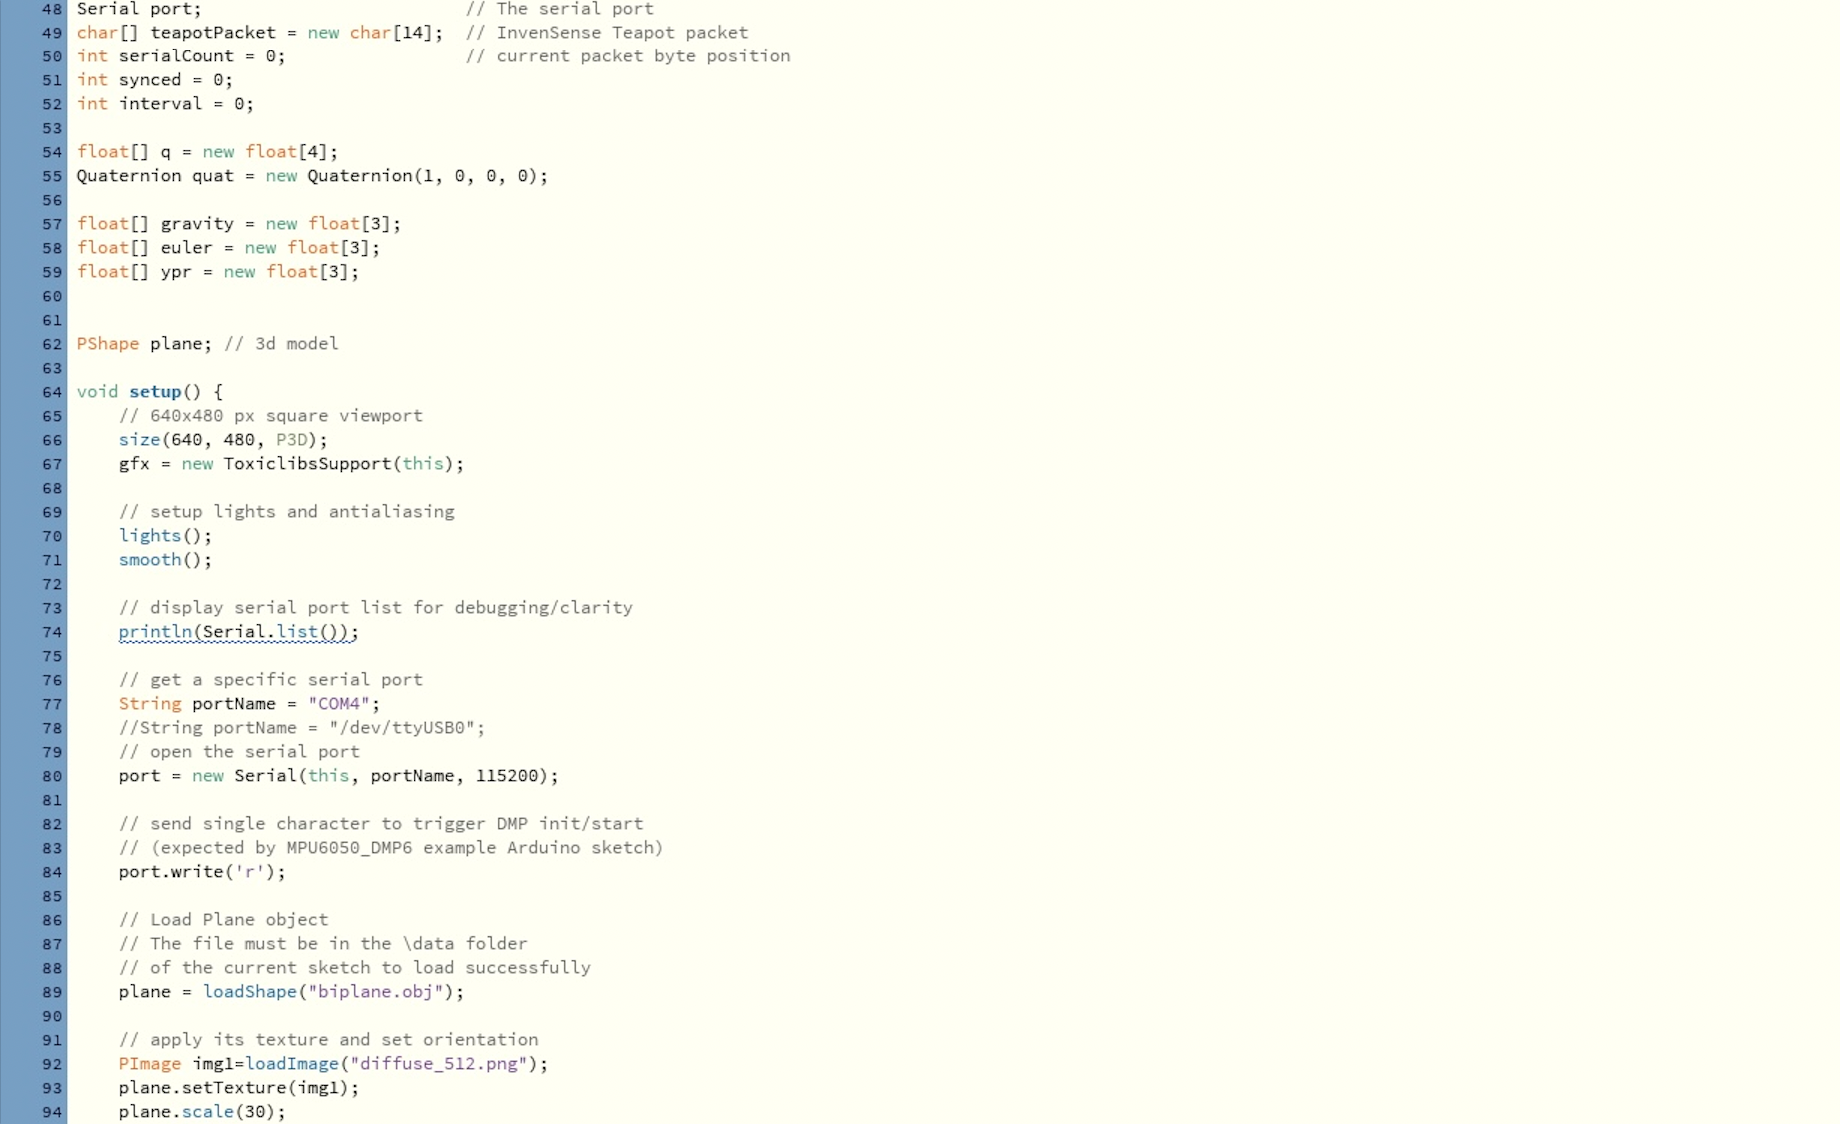 48 Serial port;                         // The serial port
49 char[] teapotPacket = new char[14];  // InvenSense Teapot packet
50 int serialCount = 0;                 // current packet byte position
51 int synced = 0;
52 int interval = 0;
53
54 float[] q = new float[4];
55 Quaternion quat = new Quaternion(1, 0, 0, 0);
56
57 float[] gravity = new float[3];
58 float[] euler = new float[3];
59 float[] ypr = new float[3];
60
61
62 PShape plane; // 3d model
63
64 void setup() {
65     // 640x480 px square viewport
66     size(640, 480, P3D);
67     gfx = new ToxiclibsSupport(this);
68
69     // setup lights and antialiasing
70     lights();
71     smooth();
72
73     // display serial port list for debugging/clarity
74     println(Serial.list());
75
76     // get a specific serial port
77     String portName = "COM4";
78     //String portName = "/dev/ttyUSB0";
79     // open the serial port
80     port = new Serial(this, portName, 115200);
81
82     // send single character to trigger DMP init/start
83     // (expected by MPU6050_DMP6 example Arduino sketch)
84     port.write('r');
85
86     // Load Plane object
87     // The file must be in the \data folder
88     // of the current sketch to load successfully
89     plane = loadShape("biplane.obj");
90
91     // apply its texture and set orientation
92     PImage img1=loadImage("diffuse_512.png");
93     plane.setTexture(img1);
94     plane.scale(30);